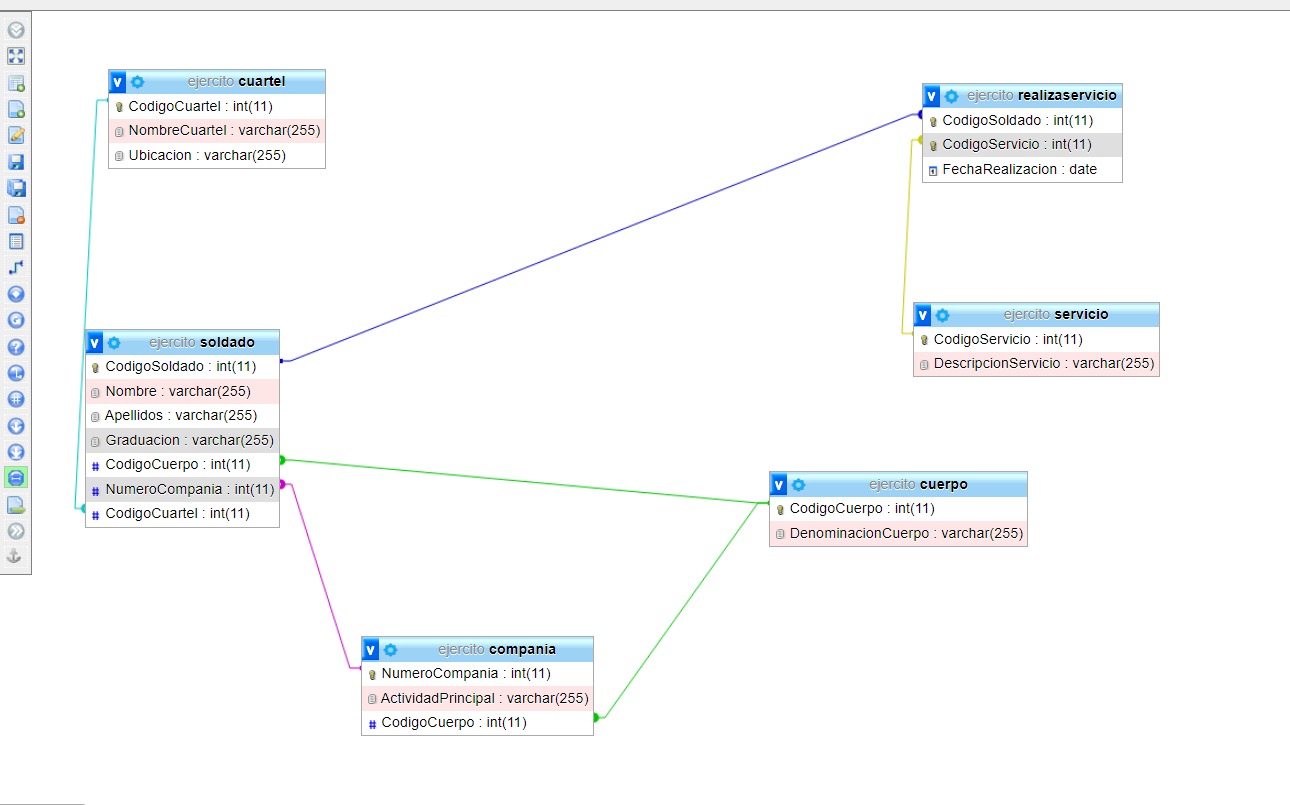 v ejercito cuartel
CodigoCuartel : int(11)
NombreCuartel : varchar(255)
Ubicacion : varchar(255)
v ejercito realizaservicio
CodigoSoldado : int(11)
CodigoServicio : int(11)
FechaRealizacion : date
v ejercito servicio
CodigoServicio : int(11)
DescripcionServicio : varchar(255)
v ejercito soldado
CodigoSoldado : int(11)
Nombre : varchar(255)
Apellidos : varchar(255)
Graduacion : varchar(255)
# CodigoCuerpo : int(11)
# NumeroCompania : int(11)
# CodigoCuartel : int(11)
v ejercito cuerpo
CodigoCuerpo : int(11)
DenominacionCuerpo : varchar(255)
v ejercito compania
NumeroCompania : int(11)
ActividadPrincipal : varchar(255)
# CodigoCuerpo : int(11)